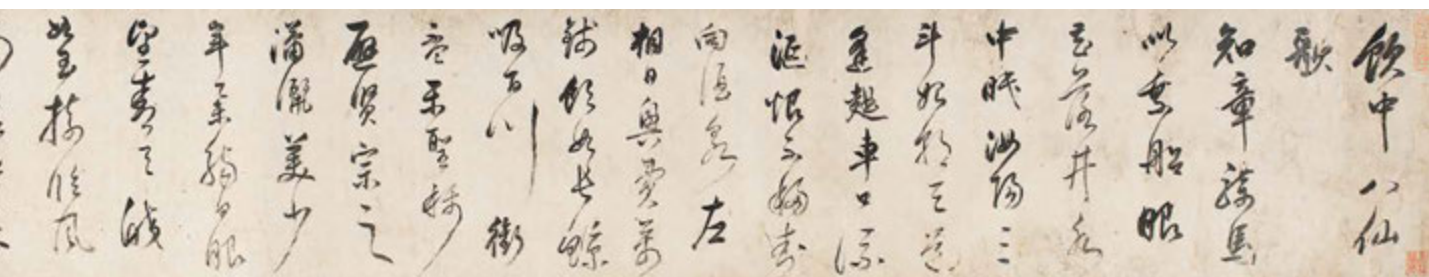 飲中八仙
歌
知章騎馬
似乘船眼
花落井水
中眠汝陽三
斗始朝天道
逢麴車口流
涎恨不移封
向酒泉左
相日興費萬
錢飲如長鯨
吸百川銜
盃樂聖稱
避賢宗之
瀟灑美少
年舉觴白眼
望青天皎
如玉樹臨風